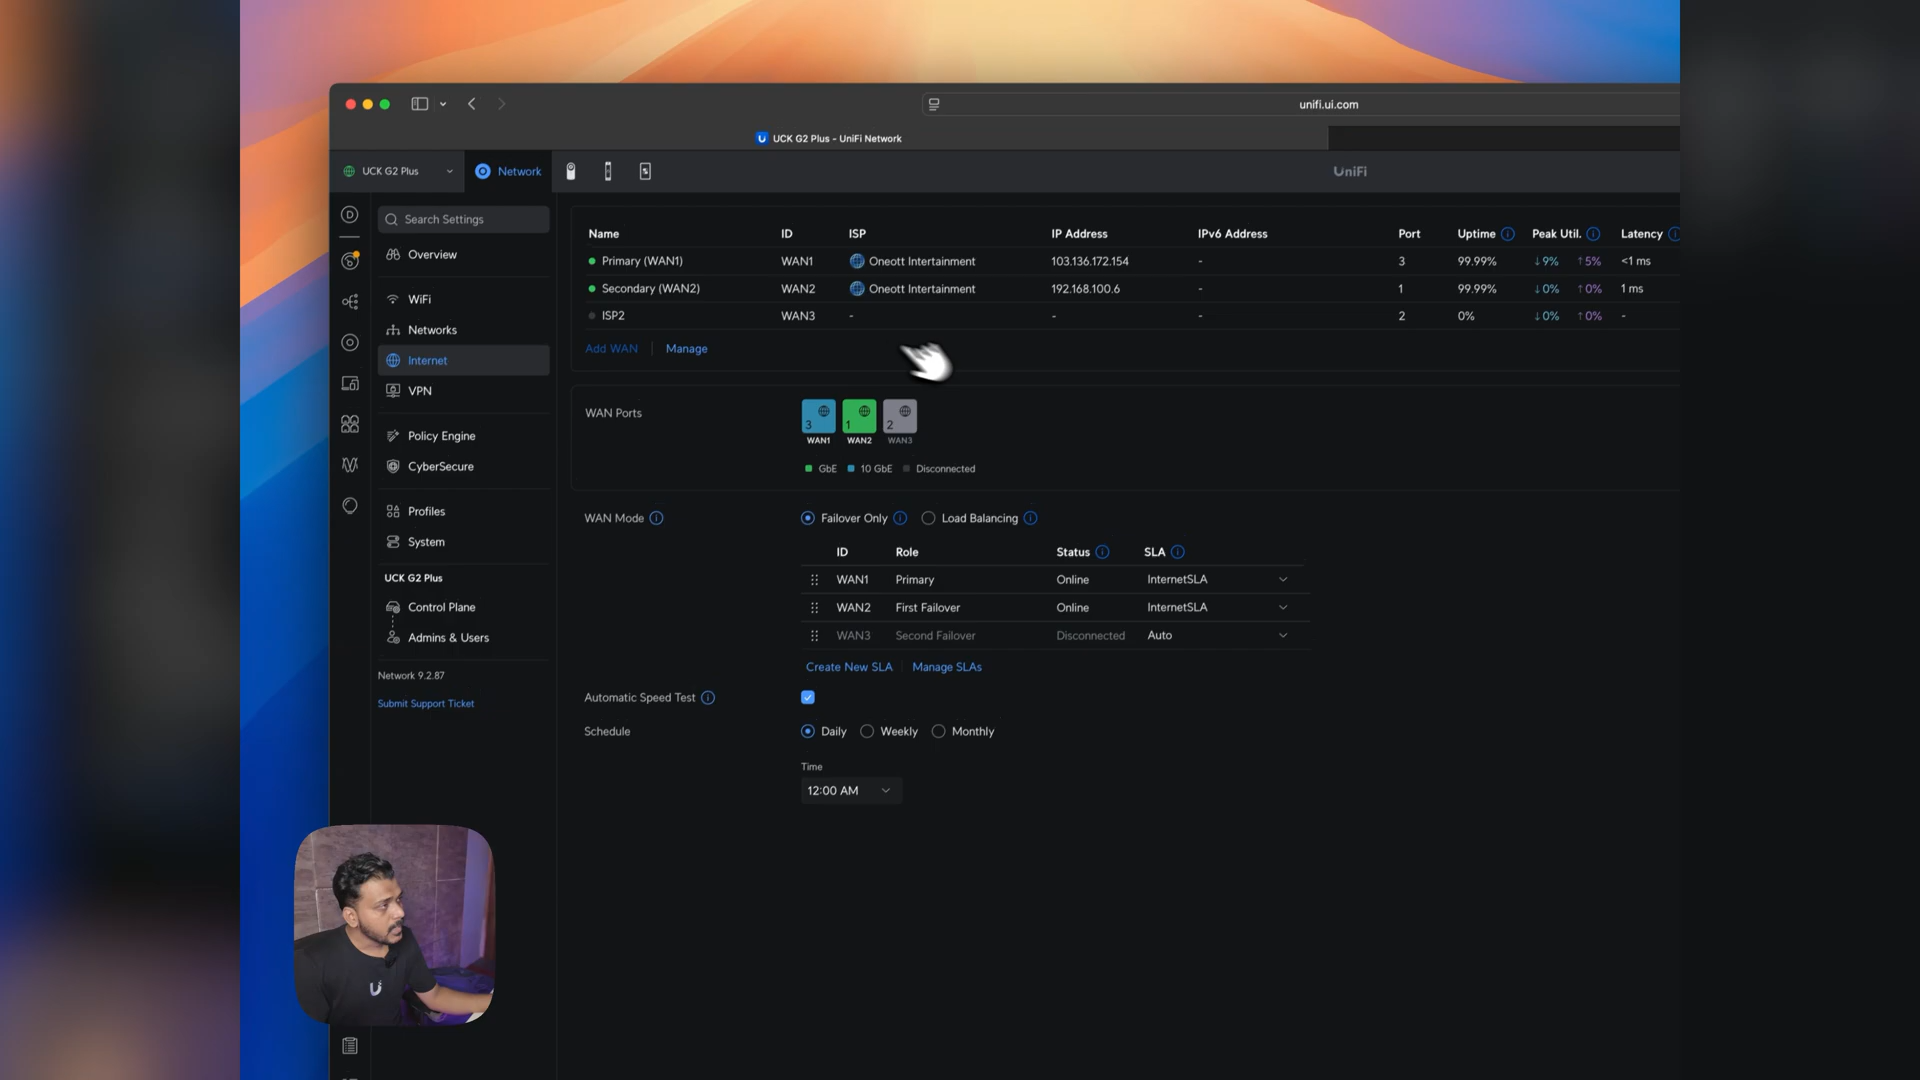 unifi.ui.com
UCK G2 Plus - UniFi Network
UCK G2 Plus
Network
UniFi
Search Settings
Overview
WiFi
Networks
Internet
VPN
Policy Engine
CyberSecure
Profiles
System
UCK G2 Plus
Control Plane
Admins & Users
Network 9.2.87
Submit Support Ticket
Name ID ISP IP Address IPv6 Address Port Uptime Peak Util. Latency
Primary (WAN1) WAN1 Oneott Intertainment 103.136.172.154 - 3 99.99% ↓9% ↑5% <1 ms
Secondary (WAN2) WAN2 Oneott Intertainment 192.168.100.6 - 1 99.99% ↓0% ↑0% 1 ms
ISP2 WAN3 - - - 2 0% ↓0% ↑0% -
Add WAN Manage
WAN Ports
3 1 2
WAN1 WAN2 WAN3
GbE 10 GbE Disconnected
WAN Mode Failover Only Load Balancing
ID Role Status SLA
WAN1 Primary Online InternetSLA
WAN2 First Failover Online InternetSLA
WAN3 Second Failover Disconnected Auto
Create New SLA Manage SLAs
Automatic Speed Test
Schedule Daily Weekly Monthly
Time
12:00 AM